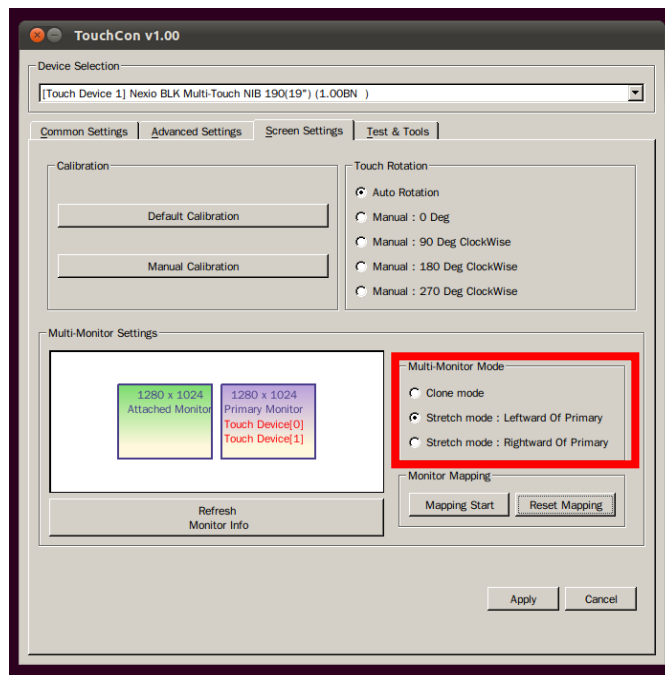 TouchCon v1.00
Device Selection
[Touch Device 1] Nexio BLK Multi-Touch NIB 190(19") (1.00BN )
Common Settings Advanced Settings Screen Settings Test & Tools
Calibration
Default Calibration
Manual Calibration
Touch Rotation
Auto Rotation
Manual : 0 Deg
Manual : 90 Deg ClockWise
Manual : 180 Deg ClockWise
Manual : 270 Deg ClockWise
Multi-Monitor Settings
1280 x 1024
Attached Monitor
1280 x 1024
Primary Monitor
Touch Device[0]
Touch Device[1]
Refresh
Monitor Info
Multi-Monitor Mode
Clone mode
Stretch mode : Leftward Of Primary
Stretch mode : Rightward Of Primary
Monitor Mapping
Mapping Start Reset Mapping
Apply Cancel